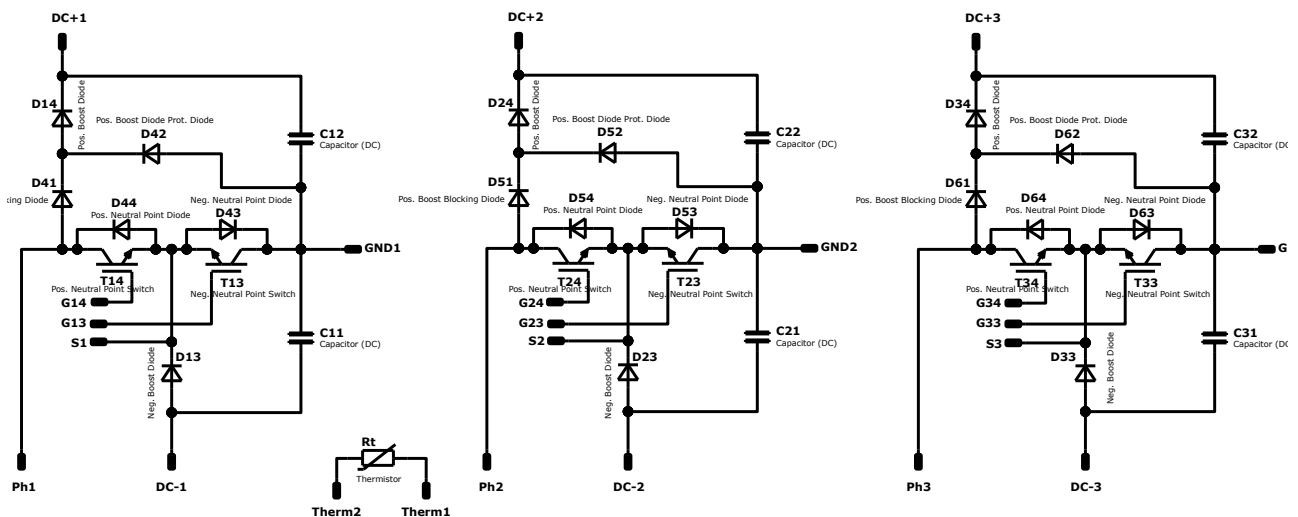 DC+1
D14
Pos. Boost Diode
Pos. Boost Diode Prot. Diode
D42
C12
Capacitor (DC)
D41
king Diode
D44
Pos. Neutral Point Diode
Neg. Neutral Point Diode
D43
GND1
T14
Pos. Neutral Point Switch
T13
Neg. Neutral Point Switch
G14
G13
S1
C11
Capacitor (DC)
D13
Neg. Boost Diode
Ph1
DC-1
Rt
Thermistor
Therm2
Therm1
DC+2
D24
Pos. Boost Diode
Pos. Boost Diode Prot. Diode
D52
C22
Capacitor (DC)
D51
Pos. Boost Blocking Diode
D54
Pos. Neutral Point Diode
Neg. Neutral Point Diode
D53
GND2
T24
Pos. Neutral Point Switch
T23
Neg. Neutral Point Switch
G24
G23
S2
C21
Capacitor (DC)
D23
Neg. Boost Diode
Ph2
DC-2
DC+3
D34
Pos. Boost Diode
Pos. Boost Diode Prot. Diode
D62
C32
Capacitor (DC
D61
Pos. Boost Blocking Diode
D64
Pos. Neutral Point Diode
Neg. Neutral Point Diode
D63
G
T34
Pos. Neutral Point Switch
T33
Neg. Neutral Point Switch
G34
G33
S3
C31
Capacitor (DC
D33
Neg. Boost Diode
Ph3
DC-3